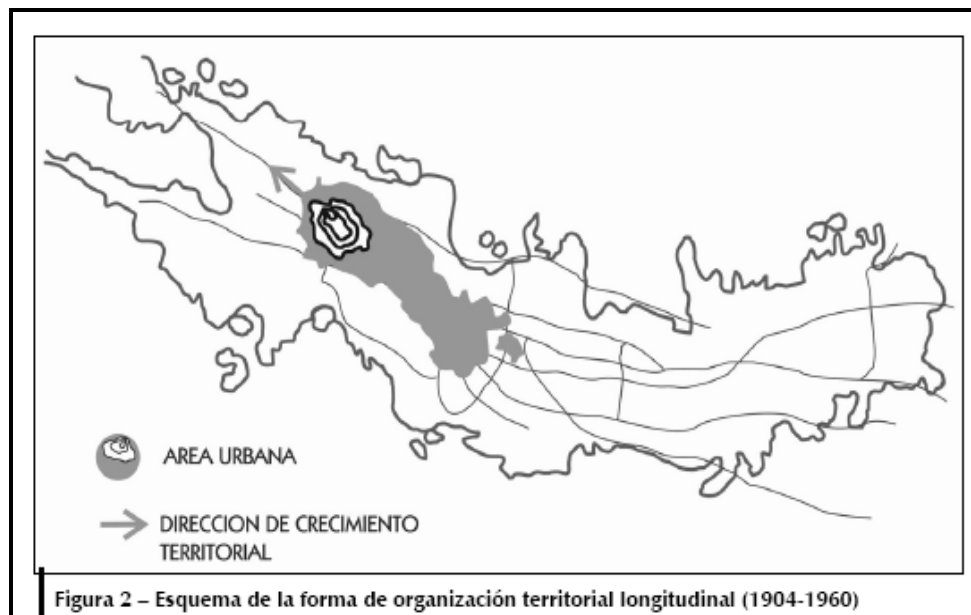 AREA URBANA
DIRECCION DE CRECIMIENTO
TERRITORIAL
Figura 2 – Esquema de la forma de organización territorial longitudinal (1904-1960)